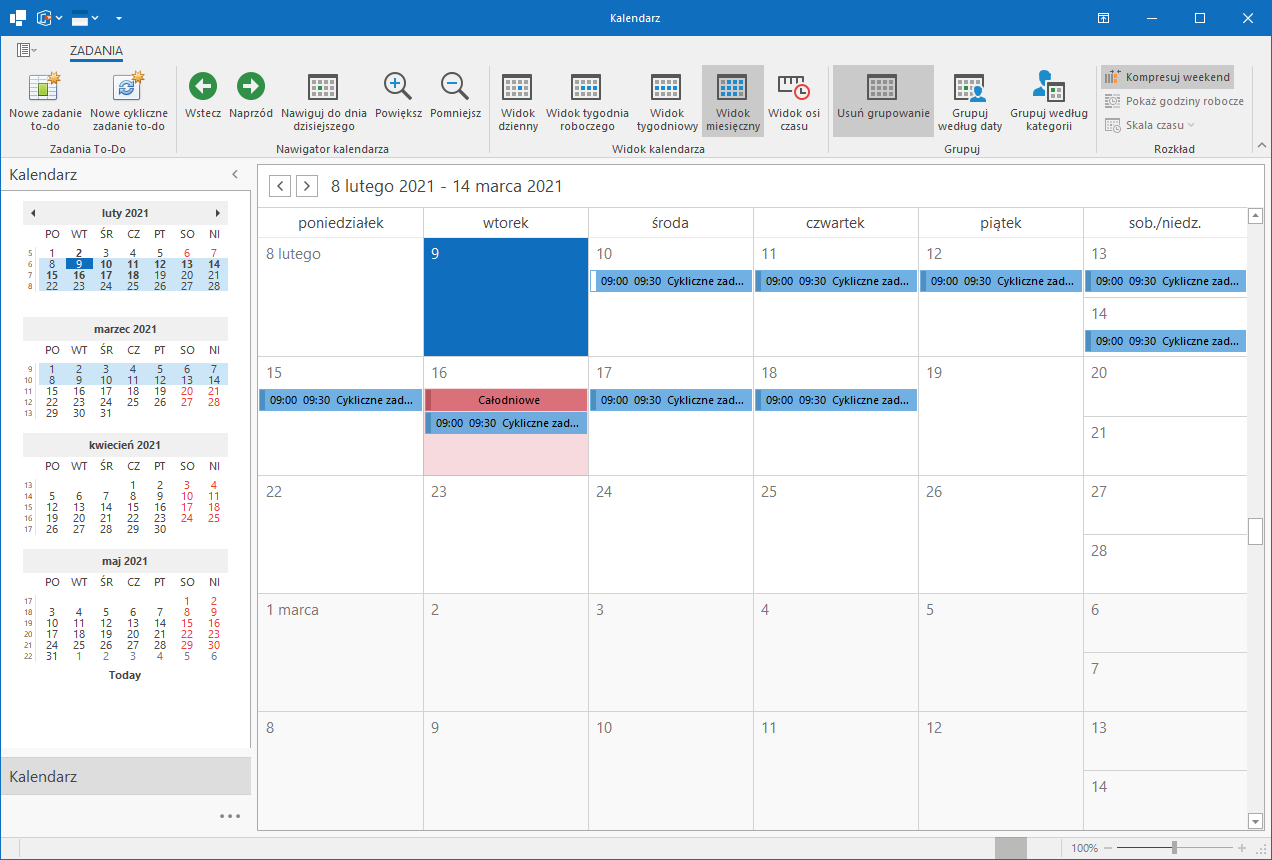 Kalendarz
ZADANIA
Nowe zadanie to-do
Nowe cykliczne zadanie to-do
Zadania To-Do
Wstecz
Naprzód
Nawiguj do dnia dzisiejszego
Powiększ
Pomniejsz
Nawigator kalendarza
Widok dzienny
Widok tygodnia roboczego
Widok tygodniowy
Widok miesięczny
Widok osi czasu
Widok kalendarza
Usuń grupowanie
Grupuj według daty
Grupuj według kategorii
Grupuj
Kompresuj weekend
Pokaż godziny robocze
Skala czasu
Rozkład
Kalendarz
luty 2021
PO WT ŚR CZ PT SO NI
5 1 2 3 4 5 6 7
6 8 9 10 11 12 13 14
7 15 16 17 18 19 20 21
8 22 23 24 25 26 27 28
marzec 2021
PO WT ŚR CZ PT SO NI
9 1 2 3 4 5 6 7
10 8 9 10 11 12 13 14
11 15 16 17 18 19 20 21
12 22 23 24 25 26 27 28
13 29 30 31
kwiecień 2021
PO WT ŚR CZ PT SO NI
13 1 2 3 4
14 5 6 7 8 9 10 11
15 12 13 14 15 16 17 18
16 19 20 21 22 23 24 25
17 26 27 28 29 30
maj 2021
PO WT ŚR CZ PT SO NI
17 1 2
18 3 4 5 6 7 8 9
19 10 11 12 13 14 15 16
20 17 18 19 20 21 22 23
21 24 25 26 27 28 29 30
22 31 1 2 3 4 5 6
Today
Kalendarz
8 lutego 2021 - 14 marca 2021
poniedziałek wtorek środa czwartek piątek sob./niedz.
8 lutego 9 10 11 12 13
09:00 09:30 Cykliczne zad... 09:00 09:30 Cykliczne zad... 09:00 09:30 Cykliczne zad... 09:00 09:30 Cykliczne zad...
14
09:00 09:30 Cykliczne zad...
15 16 17 18 19 20
09:00 09:30 Cykliczne zad... Całodniowe 09:00 09:30 Cykliczne zad... 09:00 09:30 Cykliczne zad...
09:00 09:30 Cykliczne zad...
21
22 23 24 25 26 27
28
1 marca 2 3 4 5 6
7
8 9 10 11 12 13
14
100%